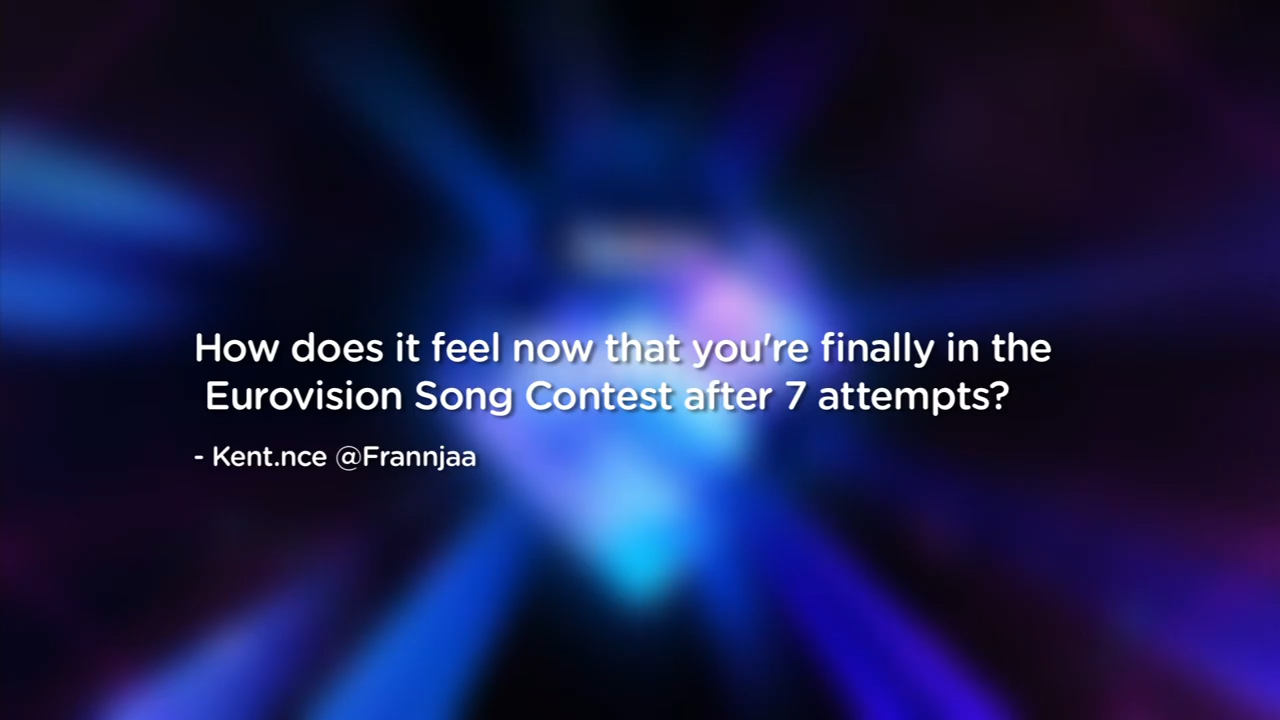 How does it feel now that you're finally in the
Eurovision Song Contest after 7 attempts?
- Kent.nce @Frannjaa